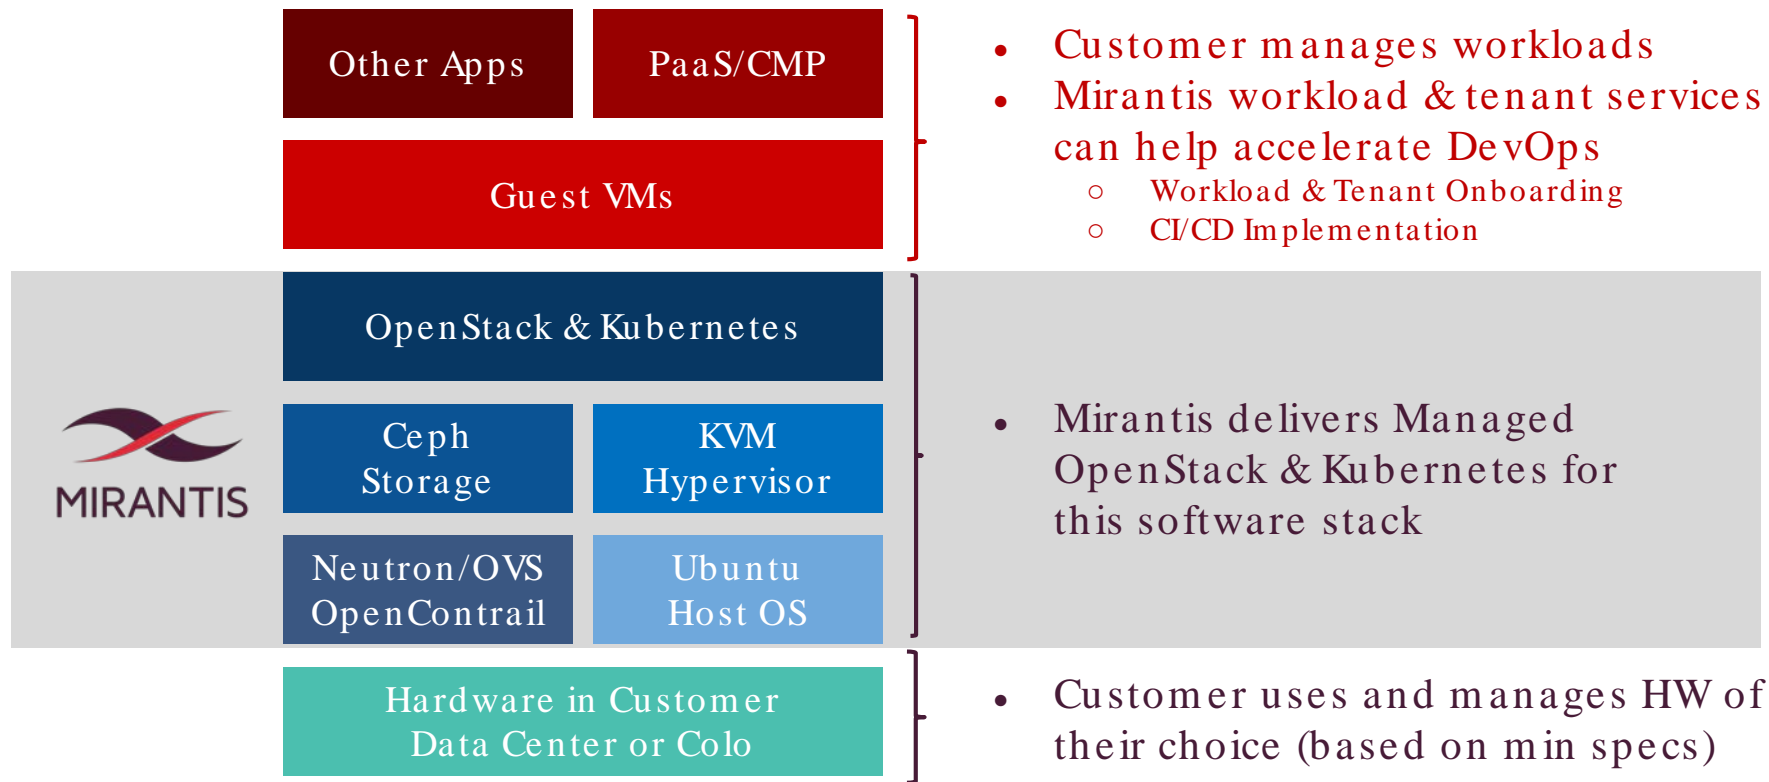 Other Apps
PaaS/CMP
Guest VMs
• Customer manages workloads
• Mirantis workload & tenant services
can help accelerate DevOps
○ Workload & Tenant Onboarding
○ CI/CD Implementation
MIRANTIS
OpenStack & Kubernetes
Ceph
Storage
KVM
Hypervisor
Neutron/OVS
OpenContrail
Ubuntu
Host OS
• Mirantis delivers Managed
OpenStack & Kubernetes for
this software stack
Hardware in Customer
Data Center or Colo
• Customer uses and manages HW of
their choice (based on min specs)